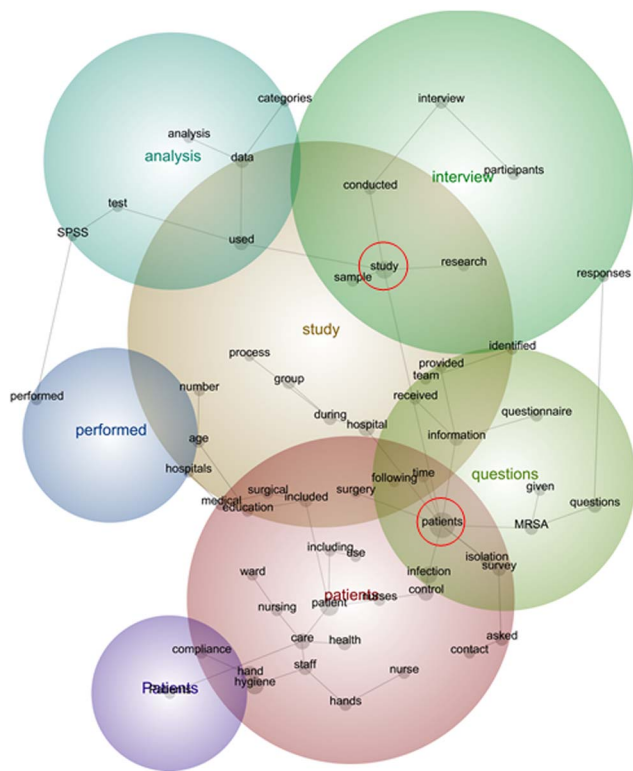 categories
interview
analysis
analysis
data
participants
interview
conducted
test
SPSS
used
study
research
sample
responses
study
identified
process
provided
team
group
number
performed
received
questionnaire
during
hospital
performed
age
information
hospitals
time
questions
following
given
surgical
surgery
medical
included
education
questions
patients
MRSA
including
use
isolation
survey
ward
infection
patients
control
nurses
patient
nursing
care
health
asked
compliance
contact
staff
hand
nurse
hygiene
Patients
hands